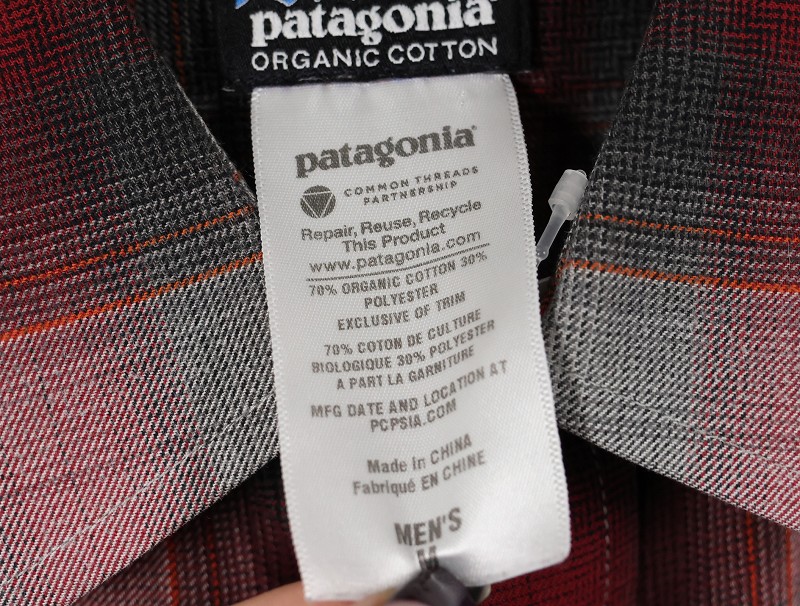 patagonia
ORGANIC COTTON
patagonia®
COMMON THREADS
PARTNERSHIP
Repair, Reuse, Recycle
This Product
www.patagonia.com
70% ORGANIC COTTON 30%
POLYESTER
EXCLUSIVE OF TRIM
70% COTON DE CULTURE
BIOLOGIQUE 30% POLYESTER
A PART LA GARNITURE
MFG DATE AND LOCATION AT
PCPSIA.COM
Made in CHINA
Fabriqué EN CHINE
MEN'S
M